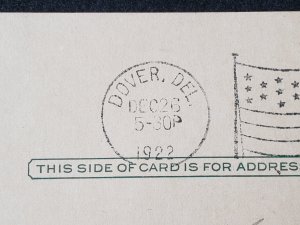 DOVER, DEL.
DEC 26
5-30P
1922
THIS SIDE OF CARD IS FOR ADDRES